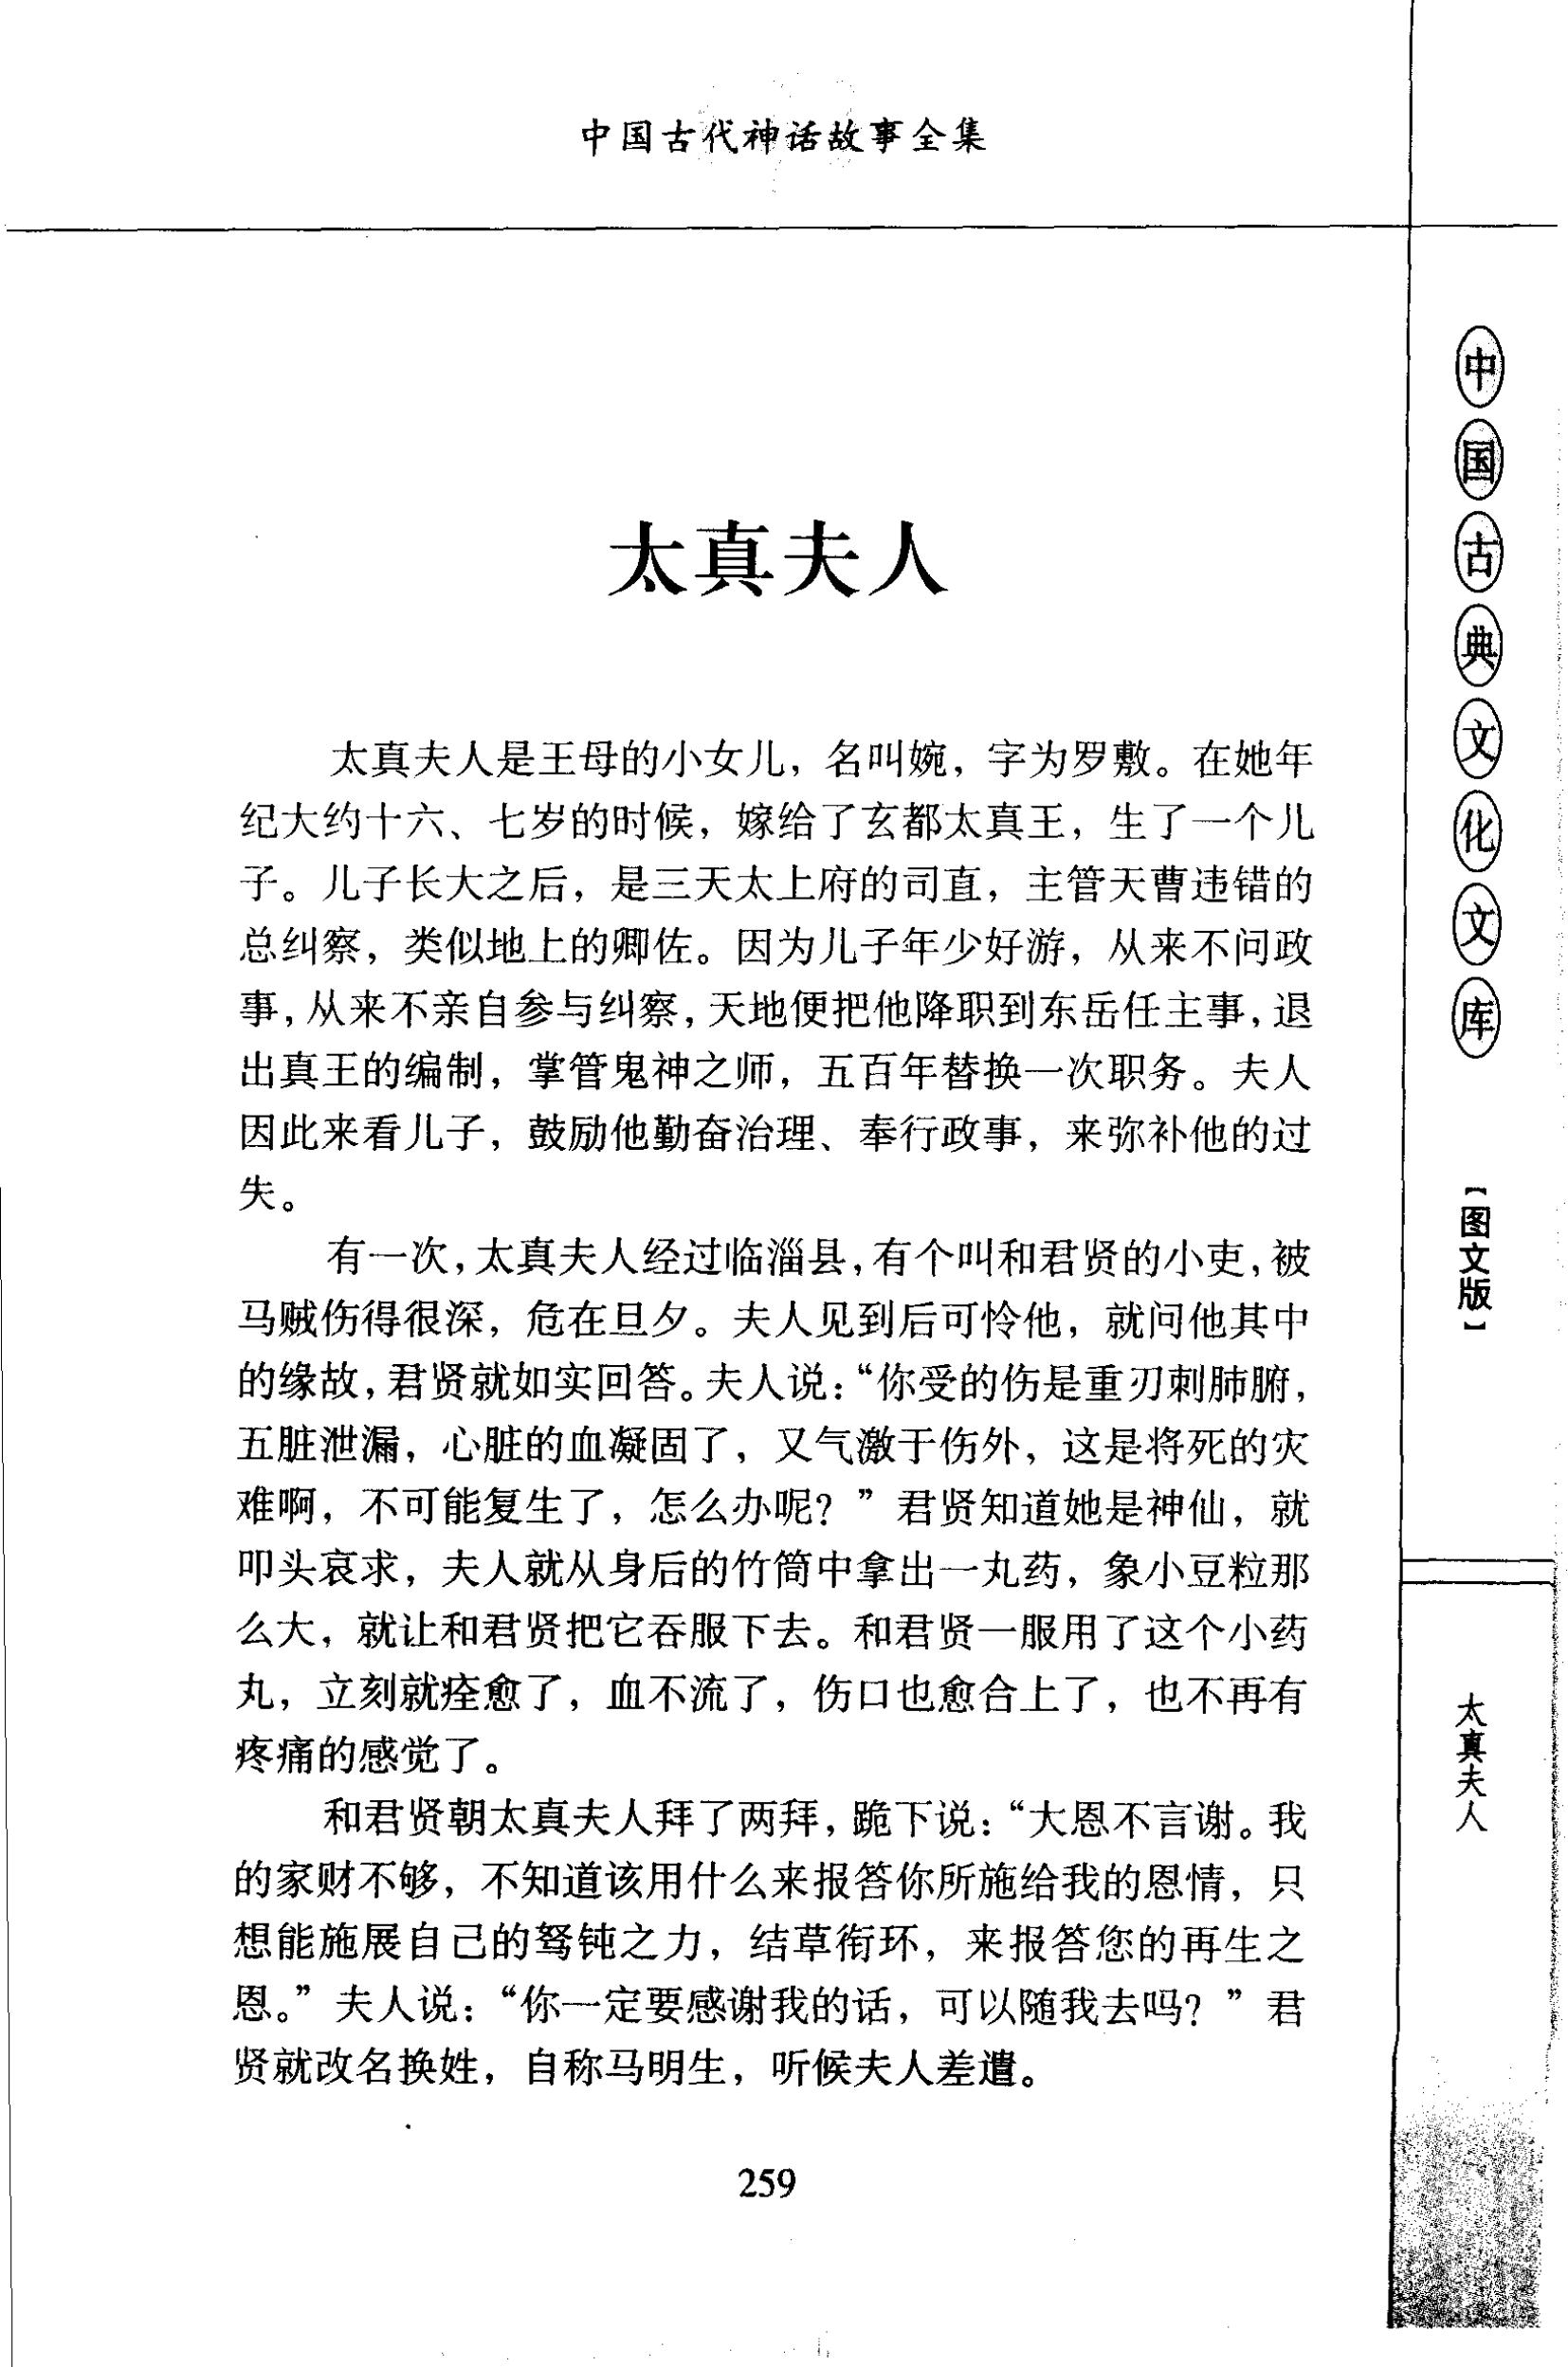 中国古代神话故事全集
太真夫人
太真夫人是王母的小女儿，名叫婉，字为罗敷。在她年
纪大约十六、七岁的时候，嫁给了玄都太真王，生了一个儿
子。儿子长大之后，是三天太上府的司直，主管天曹违错的
总纠察，类似地上的卿佐。因为儿子年少好游，从来不问政
事，从来不亲自参与纠察，天地便把他降职到东岳任主事，退
出真王的编制，掌管鬼神之师，五百年替换一次职务。夫人
因此来看儿子，鼓励他勤奋治理、奉行政事，来弥补他的过
失。
有一次，太真夫人经过临淄县，有个叫和君贤的小吏，被
马贼伤得很深，危在旦夕。夫人见到后可怜他，就问他其中
的缘故，君贤就如实回答。夫人说：“你受的伤是重刃刺肺腑，
五脏泄漏，心脏的血凝固了，又气激于伤外，这是将死的灾
难啊，不可能复生了，怎么办呢？”君贤知道她是神仙，就
叩头哀求，夫人就从身后的竹筒中拿出一丸药，象小豆粒那
么大，就让和君贤把它吞服下去。和君贤一服用了这个小药
丸，立刻就痊愈了，血不流了，伤口也愈合上了，也不再有
疼痛的感觉了。
和君贤朝太真夫人拜了两拜，跪下说：“大恩不言谢。我
的家财不够，不知道该用什么来报答你所施给我的恩情，只
想能施展自己的驽钝之力，结草衔环，来报答您的再生之
恩。”夫人说：“你一定要感谢我的话，可以随我去吗？”君
贤就改名换姓，自称马明生，听候夫人差遣。
259
中国古典文化文库
【图文版】
太真夫人